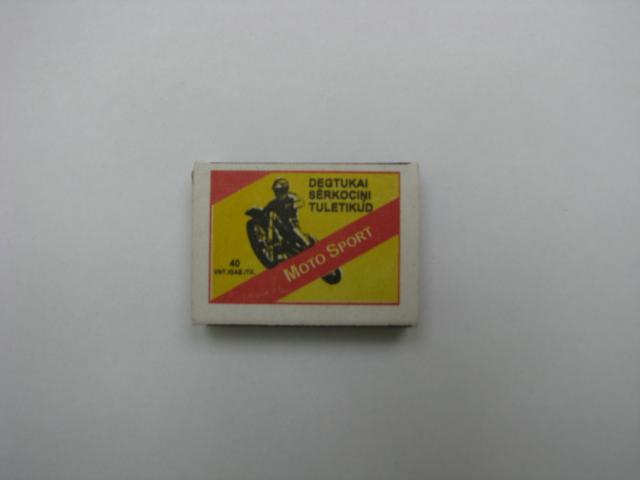 DEGTUKAI
SĒRKOCIŅI
TULETIKUD
MOTO SPORT
40
VNT./GAB./TK.